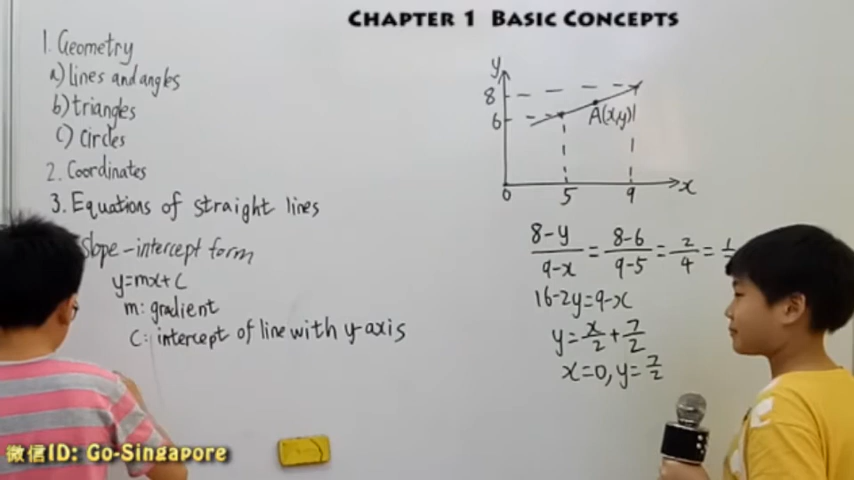 CHAPTER 1 BASIC CONCEPTS
1. Geometry
a) lines and angles
b) triangles
c) circles
2. Coordinates
3. Equations of straight lines
slope-intercept form
y=mx+c
m: gradient
c: intercept of line with y-axis
y
8
6
A(x,y)
0 5 9 x
8-y/9-x = 8-6/9-5 = 2/4 = 1
16-2y=9-x
y=x/2+7/2
x=0, y=7/2
微信ID: Go-Singapore